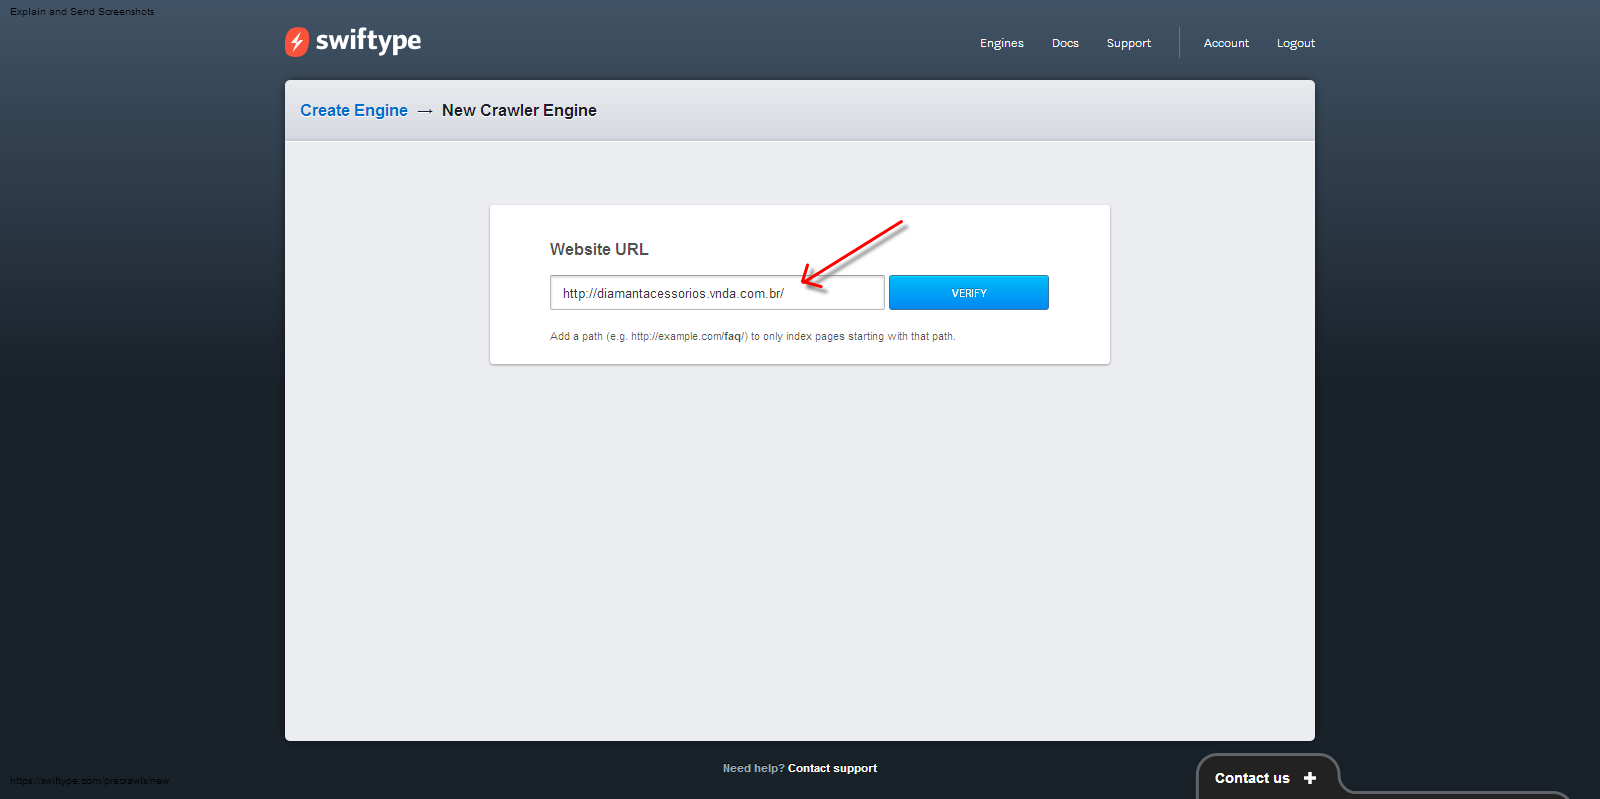 Explain and Send Screenshots
swiftype
Engines Docs Support Account Logout
Create Engine → New Crawler Engine
Website URL
http://diamantacessorios.vnda.com.br/ VERIFY
Add a path (e.g. http://example.com/faq/) to only index pages starting with that path.
Need help? Contact support
Contact us +
https://swiftype.com/precrawls/new